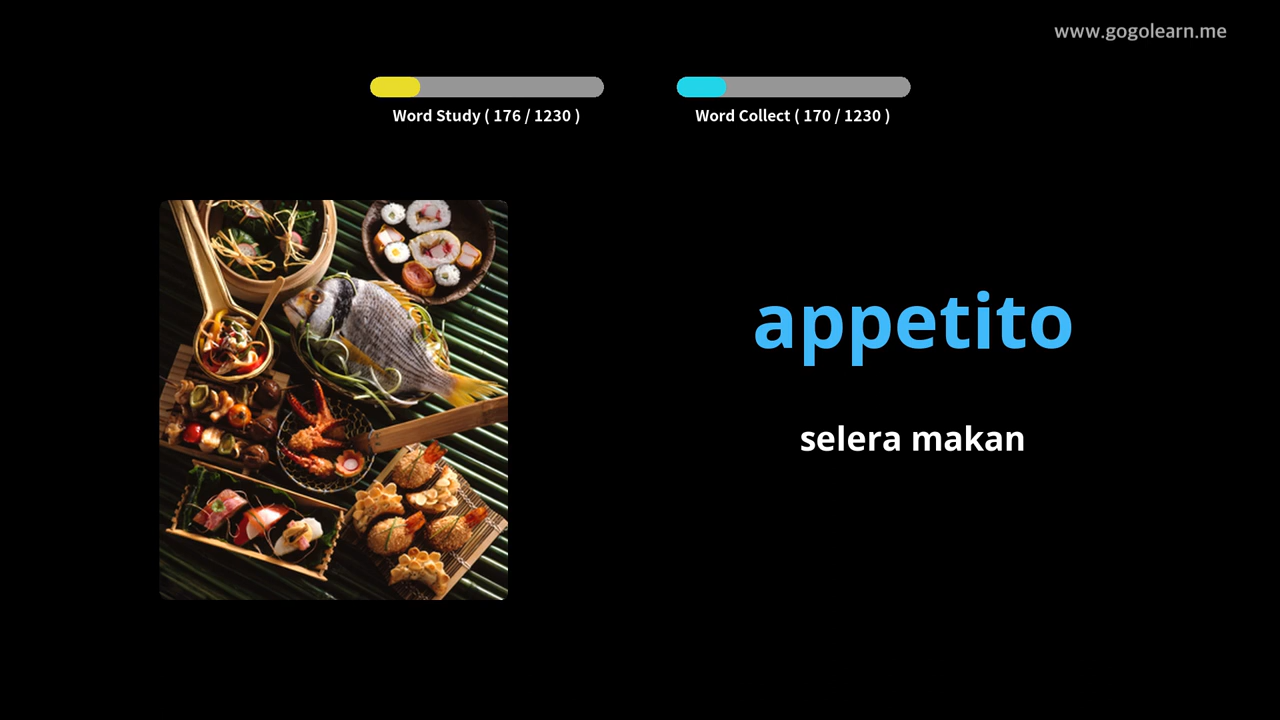 www.gogolearn.me
Word Study ( 176 / 1230 )
Word Collect ( 170 / 1230 )
appetito
selera makan